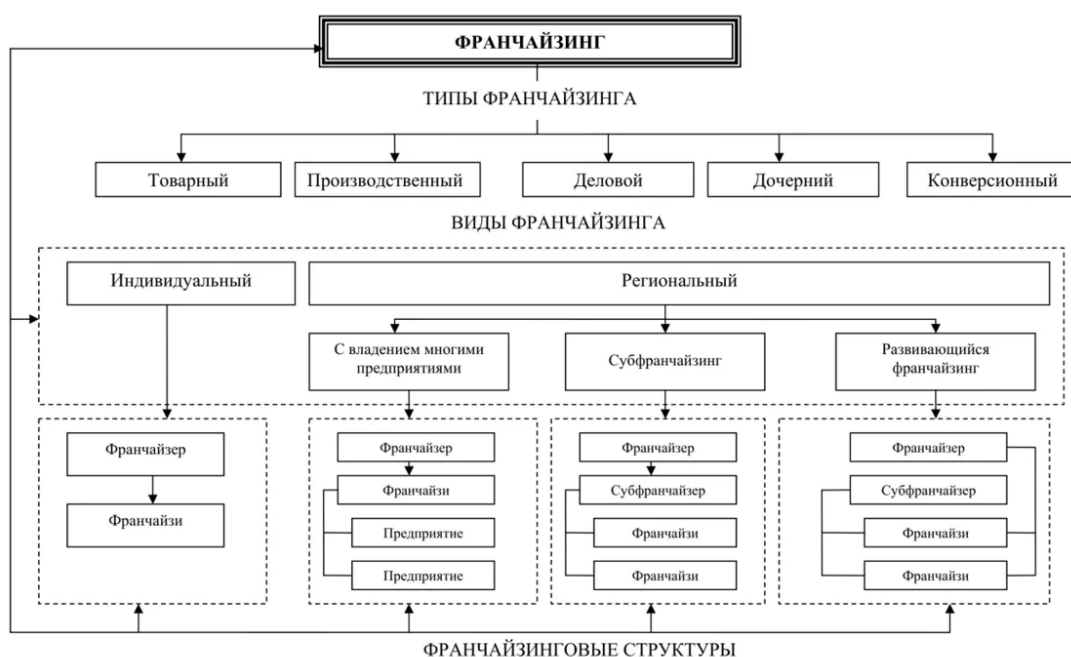 ФРАНЧАЙЗИНГ
ТИПЫ ФРАНЧАЙЗИНГА
Товарный
Производственный
Деловой
Дочерний
Конверсионный
ВИДЫ ФРАНЧАЙЗИНГА
Индивидуальный
Региональный
С владением многими
предприятиями
Субфранчайзинг
Развивающийся
франчайзинг
Франчайзер
Франчайзи
Франчайзер
Франчайзи
Предприятие
Предприятие
Франчайзер
Субфранчайзер
Франчайзи
Франчайзи
Франчайзер
Субфранчайзер
Франчайзи
Франчайзи
ФРАНЧАЙЗИНГОВЫЕ СТРУКТУРЫ